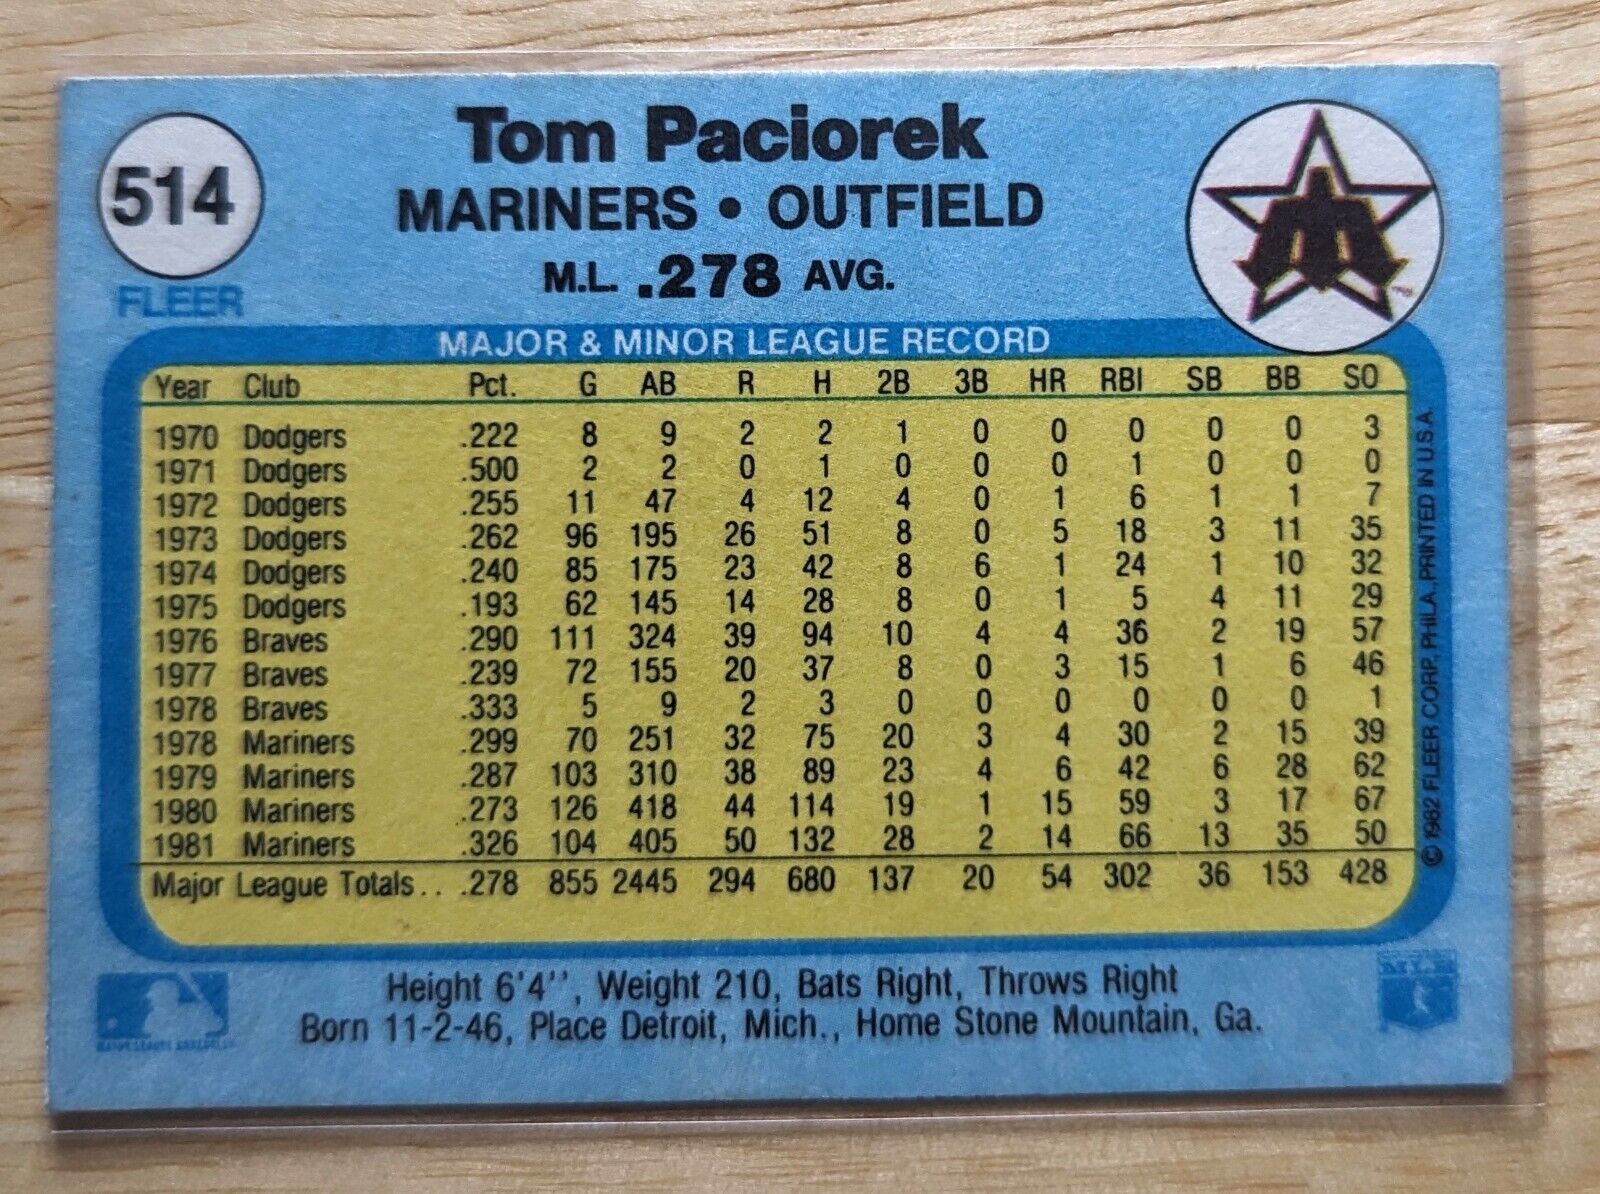 514
FLEER
Tom Paciorek
MARINERS • OUTFIELD
M.L. .278 AVG.
TM
MAJOR & MINOR LEAGUE RECORD
Year Club Pct. G AB R H 2B 3B HR RBI SB BB SO
1970 Dodgers .222 8 9 2 2 1 0 0 0 0 0 3
1971 Dodgers .500 2 2 0 1 0 0 0 1 0 0 0
1972 Dodgers .255 11 47 4 12 4 0 1 6 1 1 7
1973 Dodgers .262 96 195 26 51 8 0 5 18 3 11 35
1974 Dodgers .240 85 175 23 42 8 6 1 24 1 10 32
1975 Dodgers .193 62 145 14 28 8 0 1 5 4 11 29
1976 Braves .290 111 324 39 94 10 4 4 36 2 19 57
1977 Braves .239 72 155 20 37 8 0 3 15 1 6 46
1978 Braves .333 5 9 2 3 0 0 0 0 0 0 1
1978 Mariners .299 70 251 32 75 20 3 4 30 2 15 39
1979 Mariners .287 103 310 38 89 23 4 6 42 6 28 62
1980 Mariners .273 126 418 44 114 19 1 15 59 3 17 67
1981 Mariners .326 104 405 50 132 28 2 14 66 13 35 50
Major League Totals . . .278 855 2445 294 680 137 20 54 302 36 153 428
© 1982 FLEER CORP., PHILA., PRINTED IN U.S.A.
Height 6'4'', Weight 210, Bats Right, Throws Right
Born 11-2-46, Place Detroit, Mich., Home Stone Mountain, Ga.
MAJOR LEAGUE BASEBALL